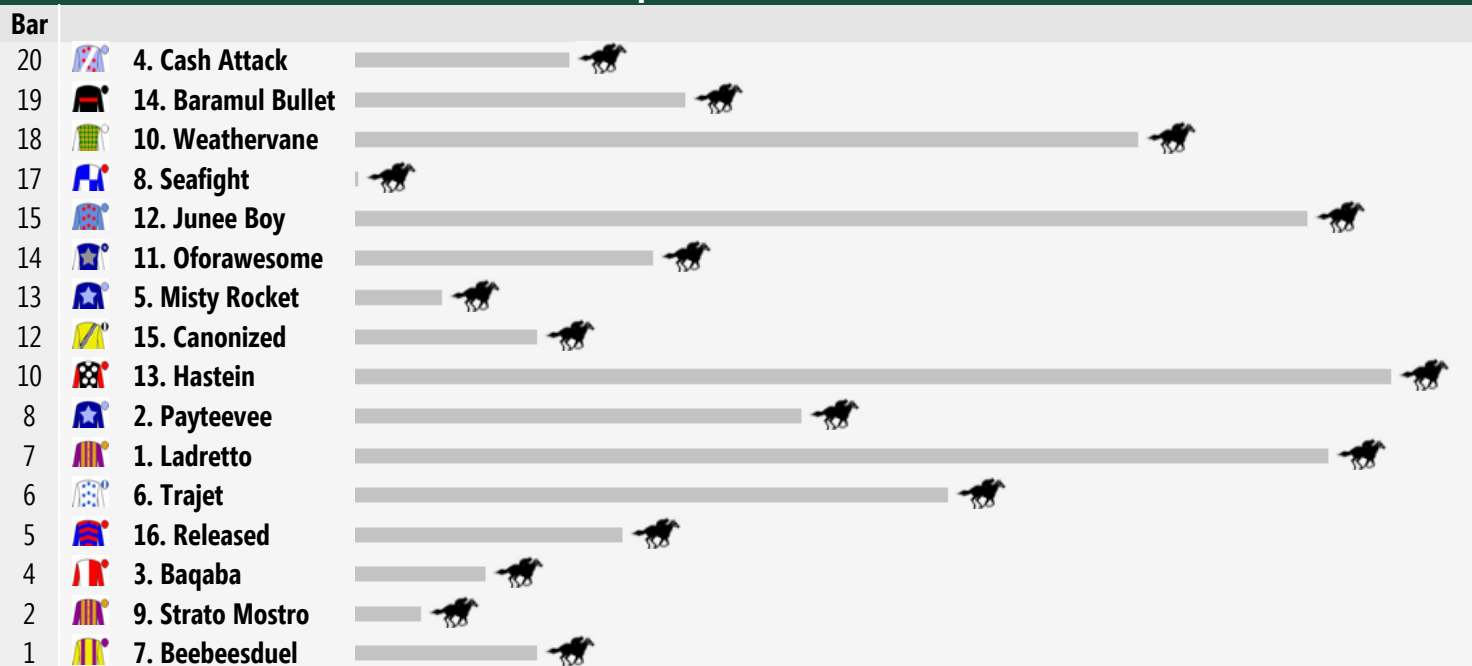 Bar
20 4. Cash Attack
19 14. Baramul Bullet
18 10. Weathervane
17 8. Seafight
15 12. Junee Boy
14 11. Oforawesome
13 5. Misty Rocket
12 15. Canonized
10 13. Hastein
8 2. Payteevee
7 1. Ladretto
6 6. Trajet
5 16. Released
4 3. Baqaba
2 9. Strato Mostro
1 7. Beebeesduel